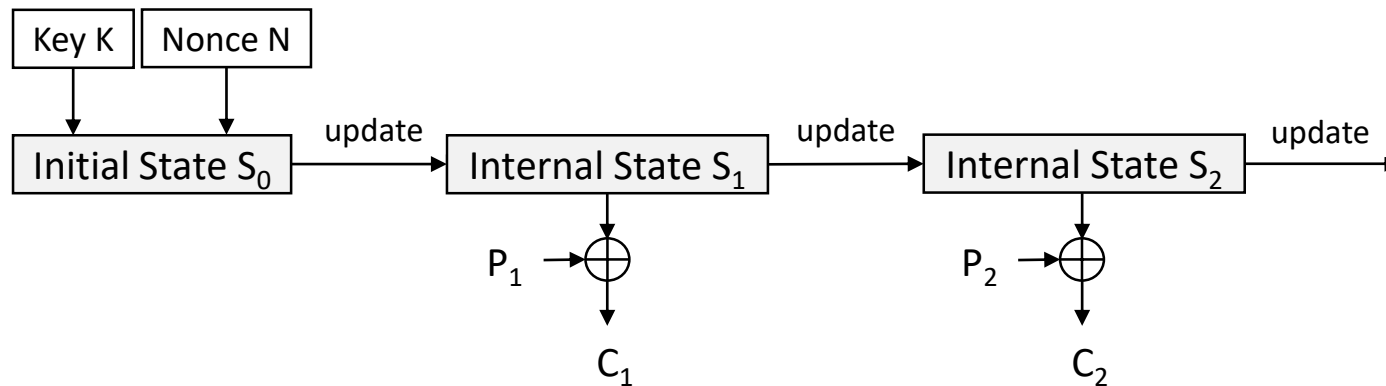 Key K
Nonce N
update
update
update
Initial State S₀
Internal State S₁
Internal State S₂
P₁
P₂
C₁
C₂